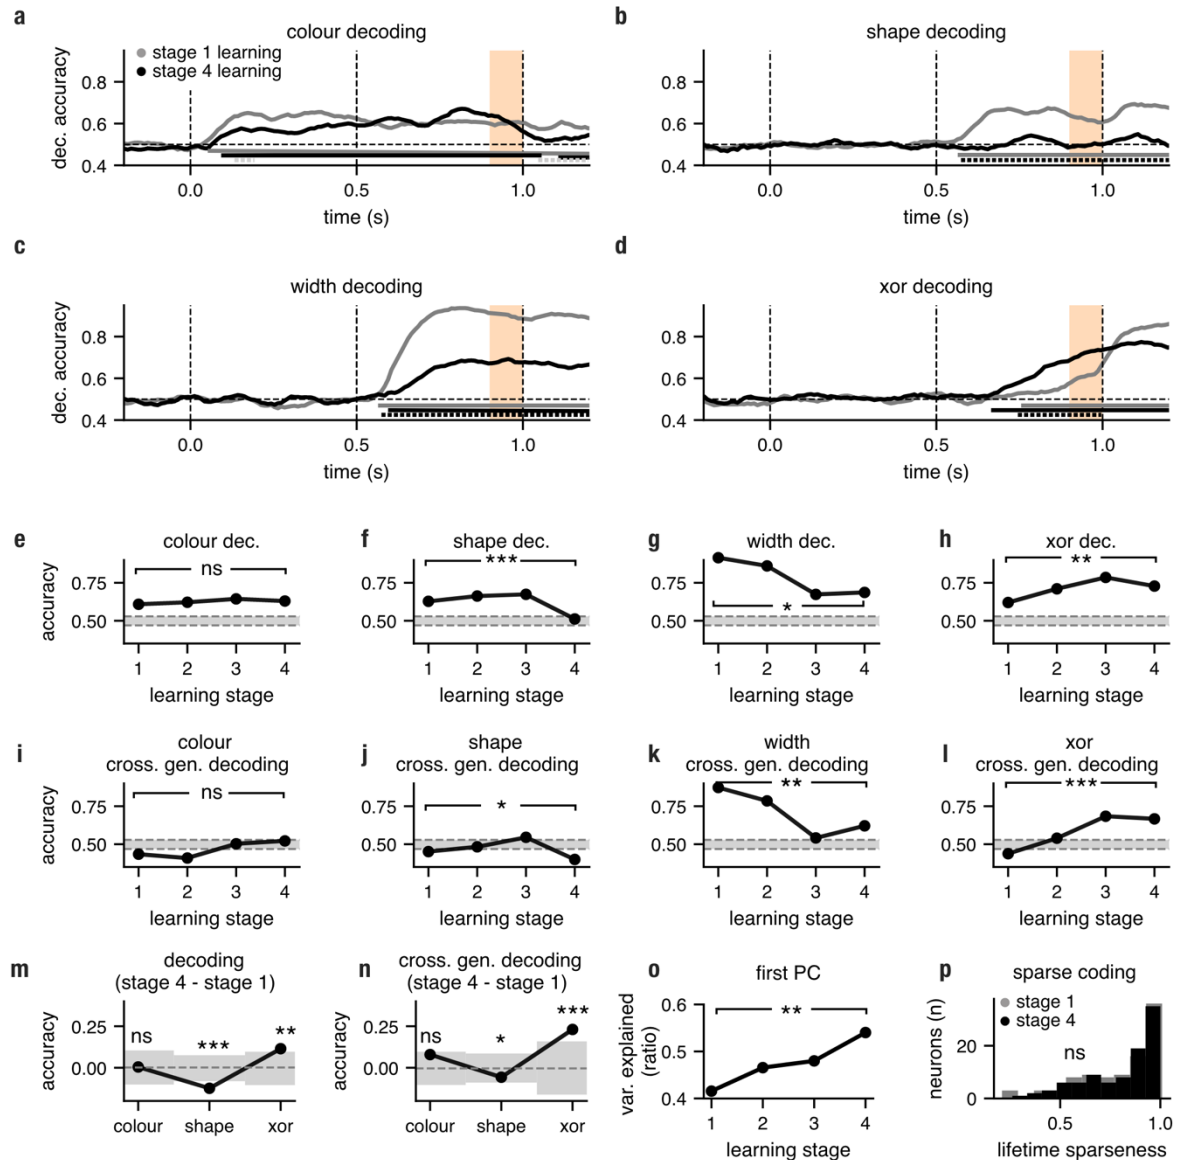 a
colour decoding
stage 1 learning
stage 4 learning
dec. accuracy
0.8
0.6
0.4
0.0
0.5
1.0
time (s)
b
shape decoding
0.8
0.6
0.4
0.0
0.5
1.0
time (s)
c
width decoding
dec. accuracy
0.8
0.6
0.4
0.0
0.5
1.0
time (s)
d
xor decoding
0.8
0.6
0.4
0.0
0.5
1.0
time (s)
e
colour dec.
ns
accuracy
0.75
0.50
1 2 3 4
learning stage
f
shape dec.
***
0.75
0.50
1 2 3 4
learning stage
g
width dec.
*
0.75
0.50
1 2 3 4
learning stage
h
xor dec.
**
0.75
0.50
1 2 3 4
learning stage
i
colour
cross. gen. decoding
ns
accuracy
0.75
0.50
1 2 3 4
learning stage
j
shape
cross. gen. decoding
*
0.75
0.50
1 2 3 4
learning stage
k
width
cross. gen. decoding
**
0.75
0.50
1 2 3 4
learning stage
l
xor
cross. gen. decoding
***
0.75
0.50
1 2 3 4
learning stage
m
decoding
(stage 4 - stage 1)
accuracy
0.25
0.00
ns
***
**
colour shape xor
n
cross. gen. decoding
(stage 4 - stage 1)
accuracy
0.25
0.00
ns
*
***
colour shape xor
o
first PC
**
var. explained
(ratio)
0.6
0.5
0.4
1 2 3 4
learning stage
p
sparse coding
stage 1
stage 4
ns
neurons (n)
20
0
0.5
1.0
lifetime sparseness